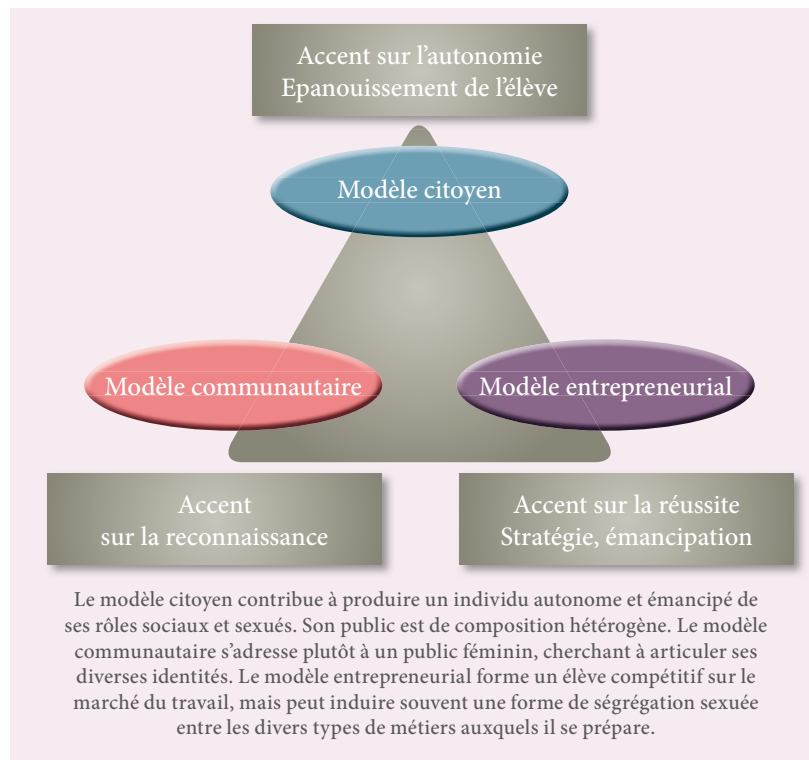 Accent sur l’autonomie
Epanouissement de l’élève
Modèle citoyen
Modèle communautaire
Modèle entrepreneurial
Accent
sur la reconnaissance
Accent sur la réussite
Stratégie, émancipation
Le modèle citoyen contribue à produire un individu autonome et émancipé de
ses rôles sociaux et sexués. Son public est de composition hétérogène. Le modèle
communautaire s’adresse plutôt à un public féminin, cherchant à articuler ses
diverses identités. Le modèle entrepreneurial forme un élève compétitif sur le
marché du travail, mais peut induire souvent une forme de ségrégation sexuée
entre les divers types de métiers auxquels il se prépare.